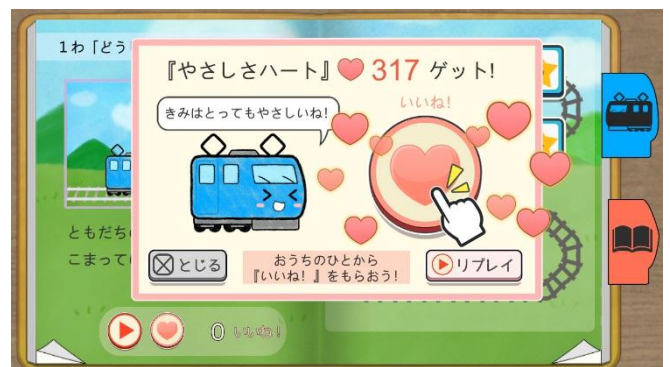 1わ「どう
『やさしさハート』 317 ゲット!
きみはとってもやさしいね!
いいね!
ともだち
こまって
とじる
おうちのひとから
『いいね!』をもらおう!
リプレイ
0 いいね!